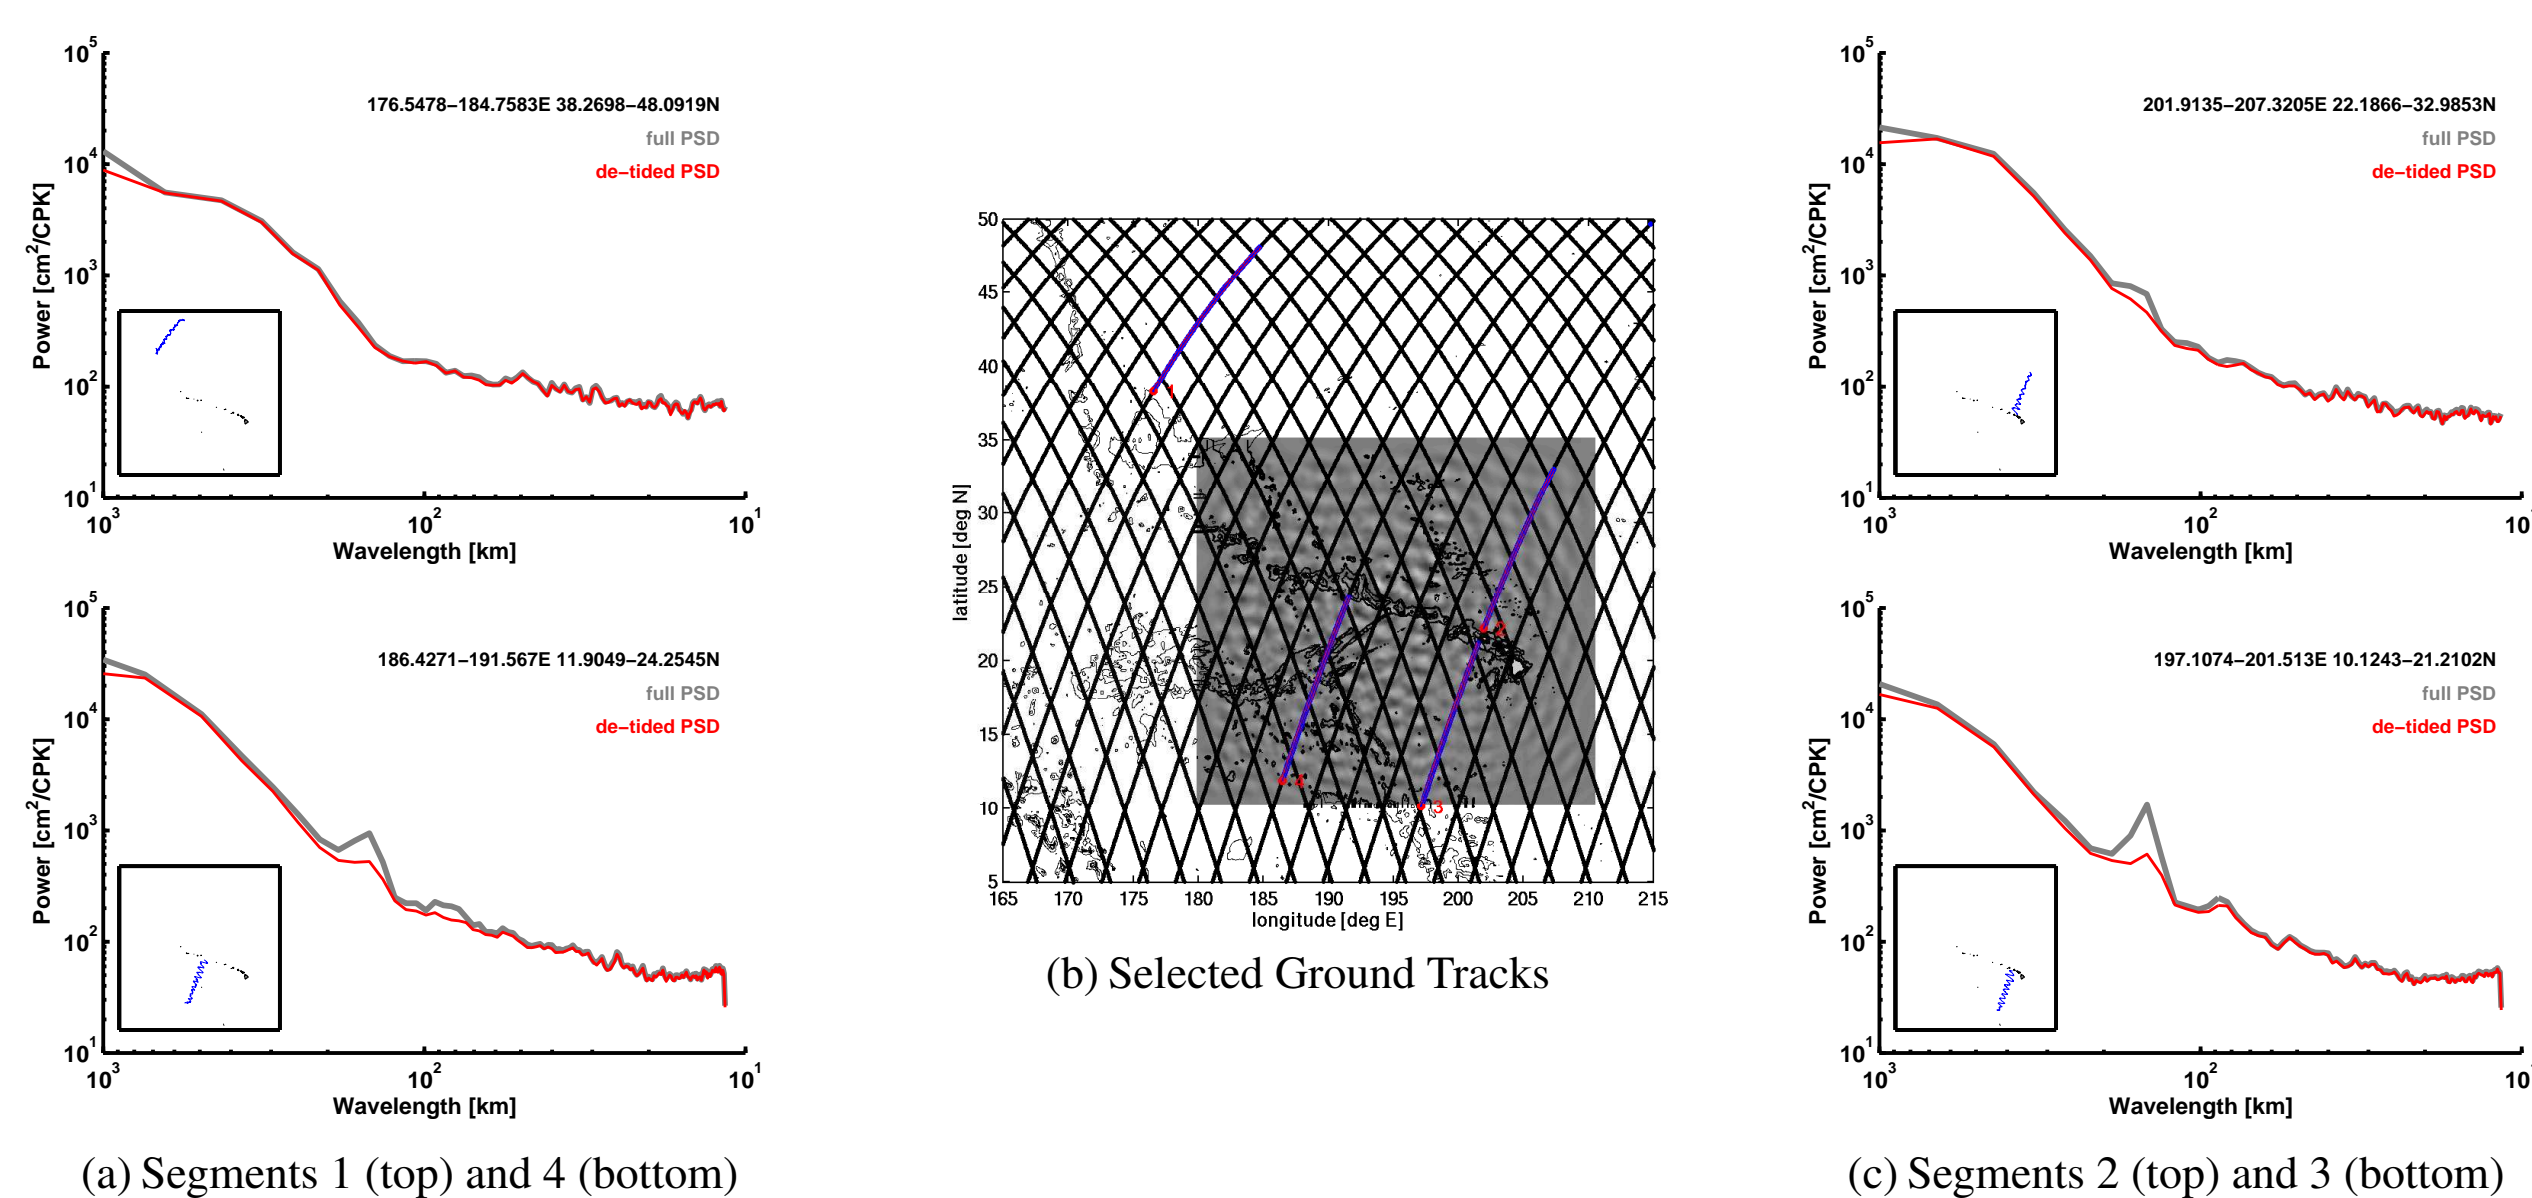 10^5
10^4
10^3
10^2
10^1
Power [cm^2/CPK]
176.5478−184.7583E 38.2698−48.0919N
full PSD
de−tided PSD
10^3 10^2 10^1
Wavelength [km]
10^5
10^4
10^3
10^2
10^1
Power [cm^2/CPK]
186.4271−191.567E 11.9049−24.2545N
full PSD
de−tided PSD
10^3 10^2 10^1
Wavelength [km]
(a) Segments 1 (top) and 4 (bottom)
50
45
40
35
30
25
20
15
10
5
latitude [deg N]
1
2
4
3
165 170 175 180 185 190 195 200 205 210 215
longitude [deg E]
(b) Selected Ground Tracks
10^5
10^4
10^3
10^2
10^1
Power [cm^2/CPK]
201.9135−207.3205E 22.1866−32.9853N
full PSD
de−tided PSD
10^3 10^2 10
Wavelength [km]
10^5
10^4
10^3
10^2
10^1
Power [cm^2/CPK]
197.1074−201.513E 10.1243−21.2102N
full PSD
de−tided PSD
10^3 10^2 10
Wavelength [km]
(c) Segments 2 (top) and 3 (bottom)